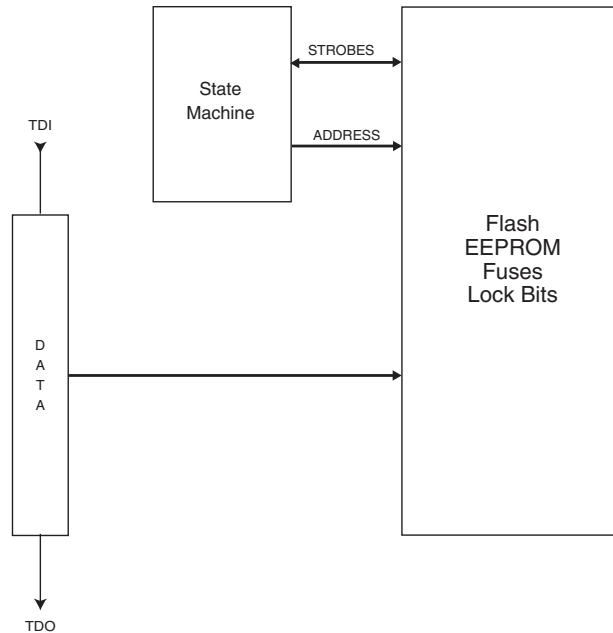 STROBES
State
Machine
ADDRESS
TDI
Flash
EEPROM
Fuses
Lock Bits
D
A
T
A
TDO